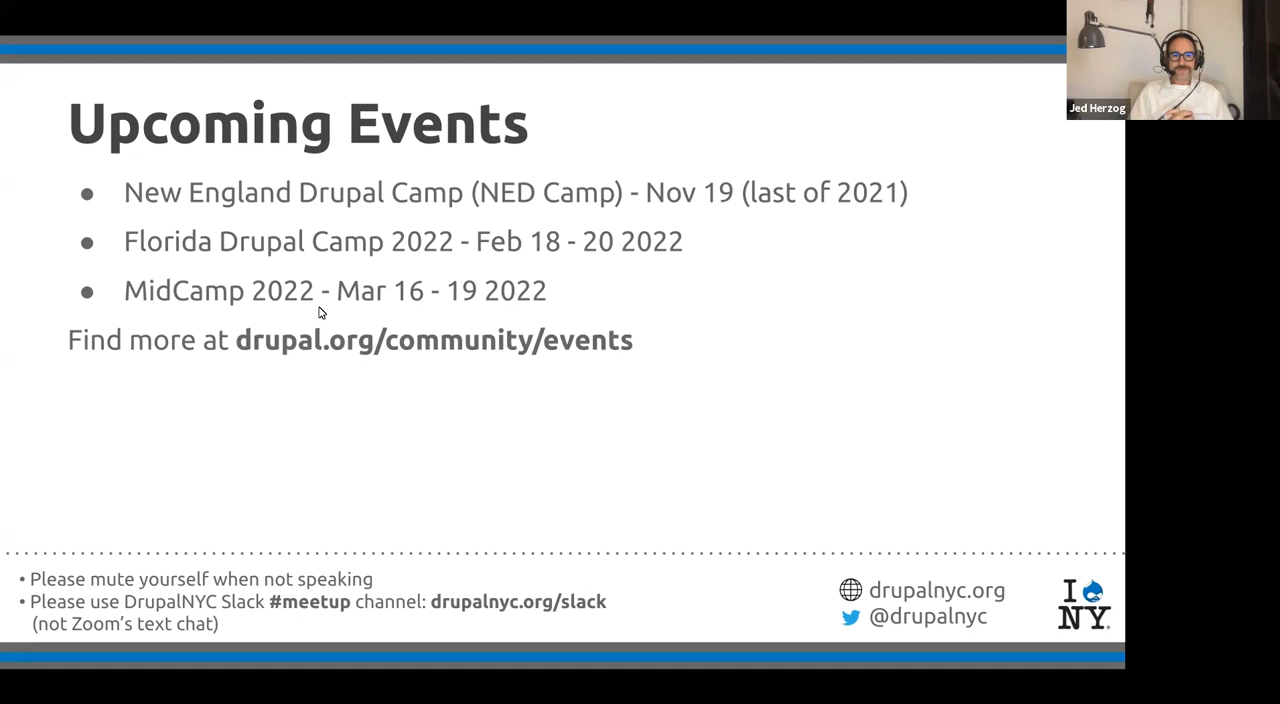 Jed Herzog
Upcoming Events
● New England Drupal Camp (NED Camp) - Nov 19 (last of 2021)
● Florida Drupal Camp 2022 - Feb 18 - 20 2022
● MidCamp 2022 - Mar 16 - 19 2022
Find more at drupal.org/community/events
• Please mute yourself when not speaking
• Please use DrupalNYC Slack #meetup channel: drupalnyc.org/slack
(not Zoom’s text chat)
drupalnyc.org
@drupalnyc
I
NY.